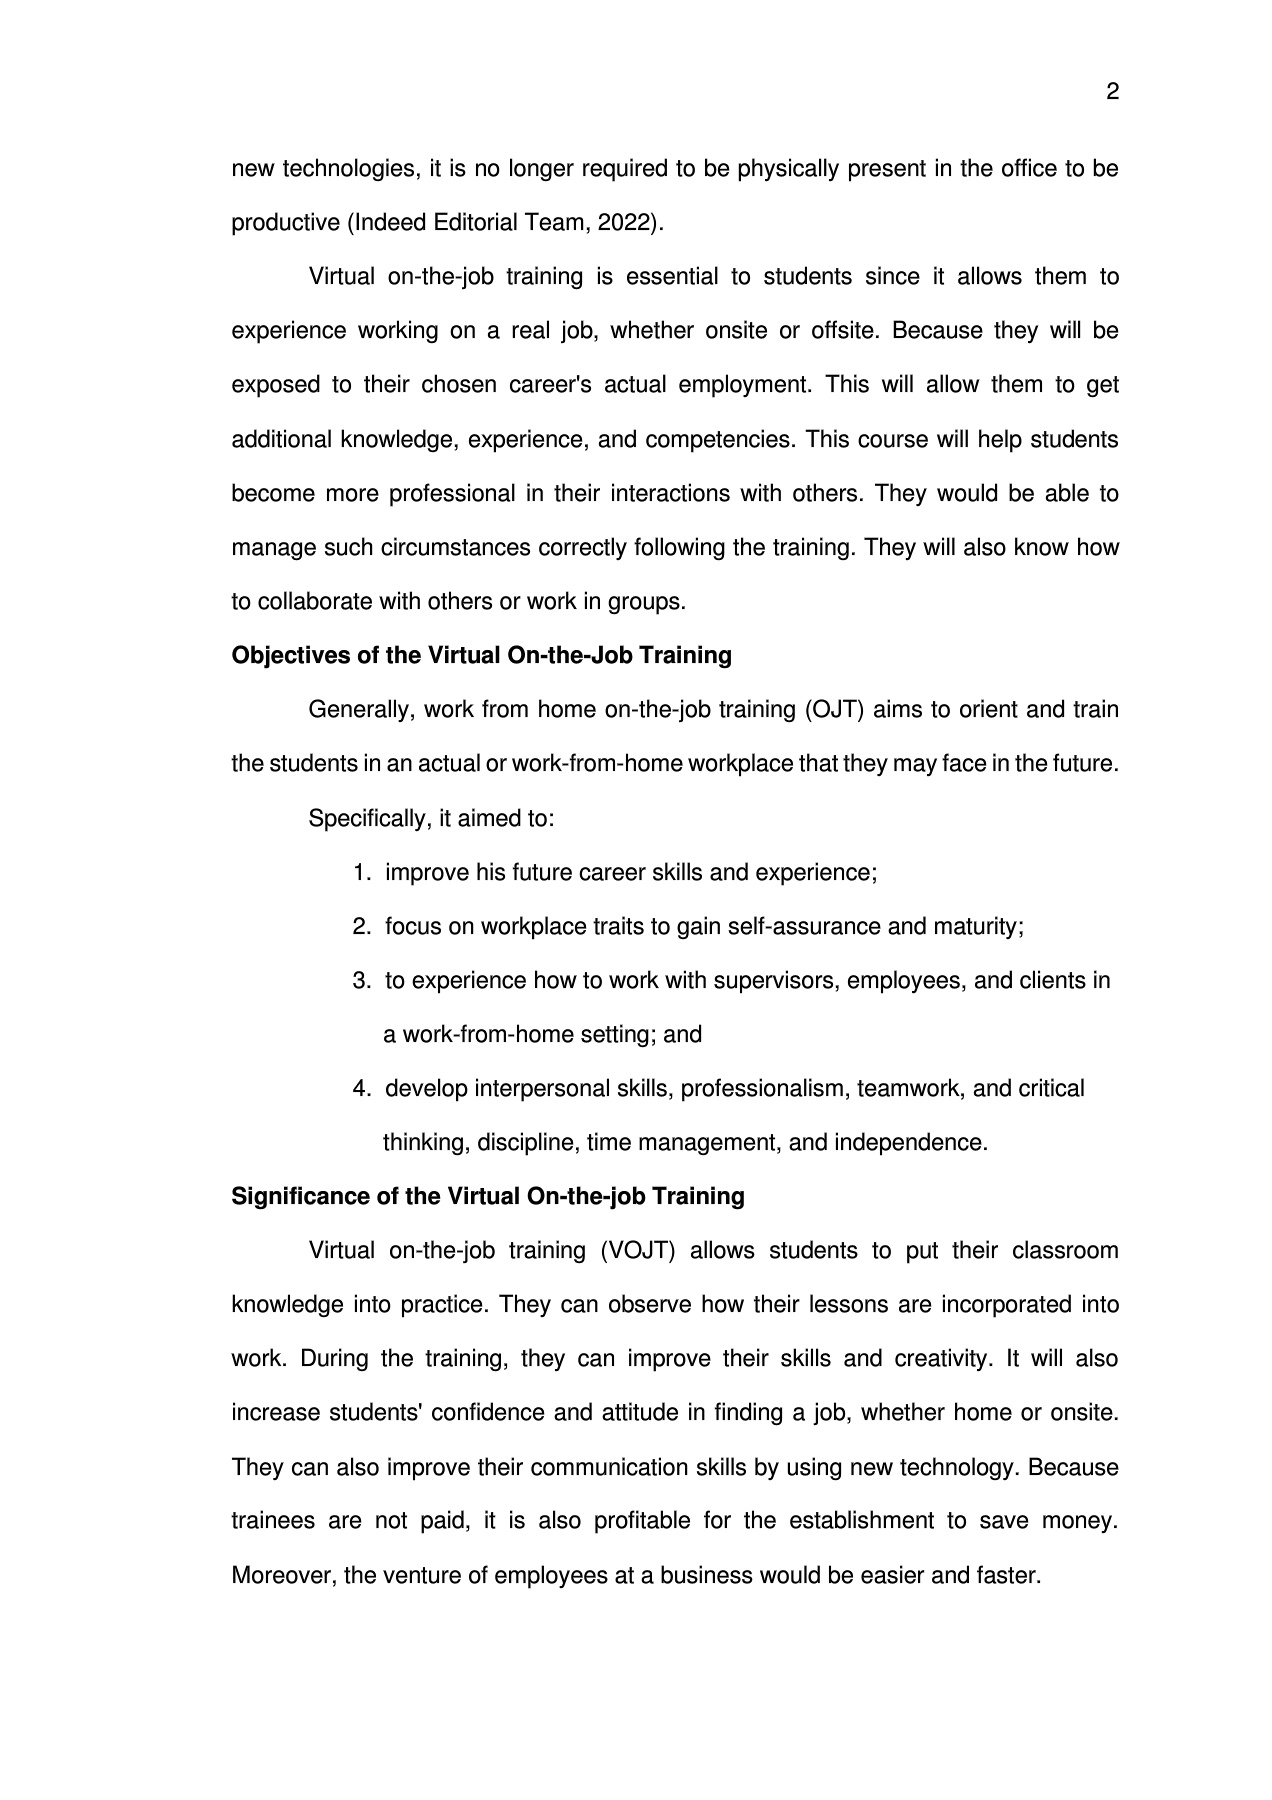 2
new technologies, it is no longer required to be physically present in the office to be
productive (Indeed Editorial Team, 2022).
Virtual on-the-job training is essential to students since it allows them to
experience working on a real job, whether onsite or offsite. Because they will be
exposed to their chosen career's actual employment. This will allow them to get
additional knowledge, experience, and competencies. This course will help students
become more professional in their interactions with others. They would be able to
manage such circumstances correctly following the training. They will also know how
to collaborate with others or work in groups.
Objectives of the Virtual On-the-Job Training
Generally, work from home on-the-job training (OJT) aims to orient and train
the students in an actual or work-from-home workplace that they may face in the future.
Specifically, it aimed to:
1. improve his future career skills and experience;
2. focus on workplace traits to gain self-assurance and maturity;
3. to experience how to work with supervisors, employees, and clients in
a work-from-home setting; and
4. develop interpersonal skills, professionalism, teamwork, and critical
thinking, discipline, time management, and independence.
Significance of the Virtual On-the-job Training
Virtual on-the-job training (VOJT) allows students to put their classroom
knowledge into practice. They can observe how their lessons are incorporated into
work. During the training, they can improve their skills and creativity. It will also
increase students' confidence and attitude in finding a job, whether home or onsite.
They can also improve their communication skills by using new technology. Because
trainees are not paid, it is also profitable for the establishment to save money.
Moreover, the venture of employees at a business would be easier and faster.